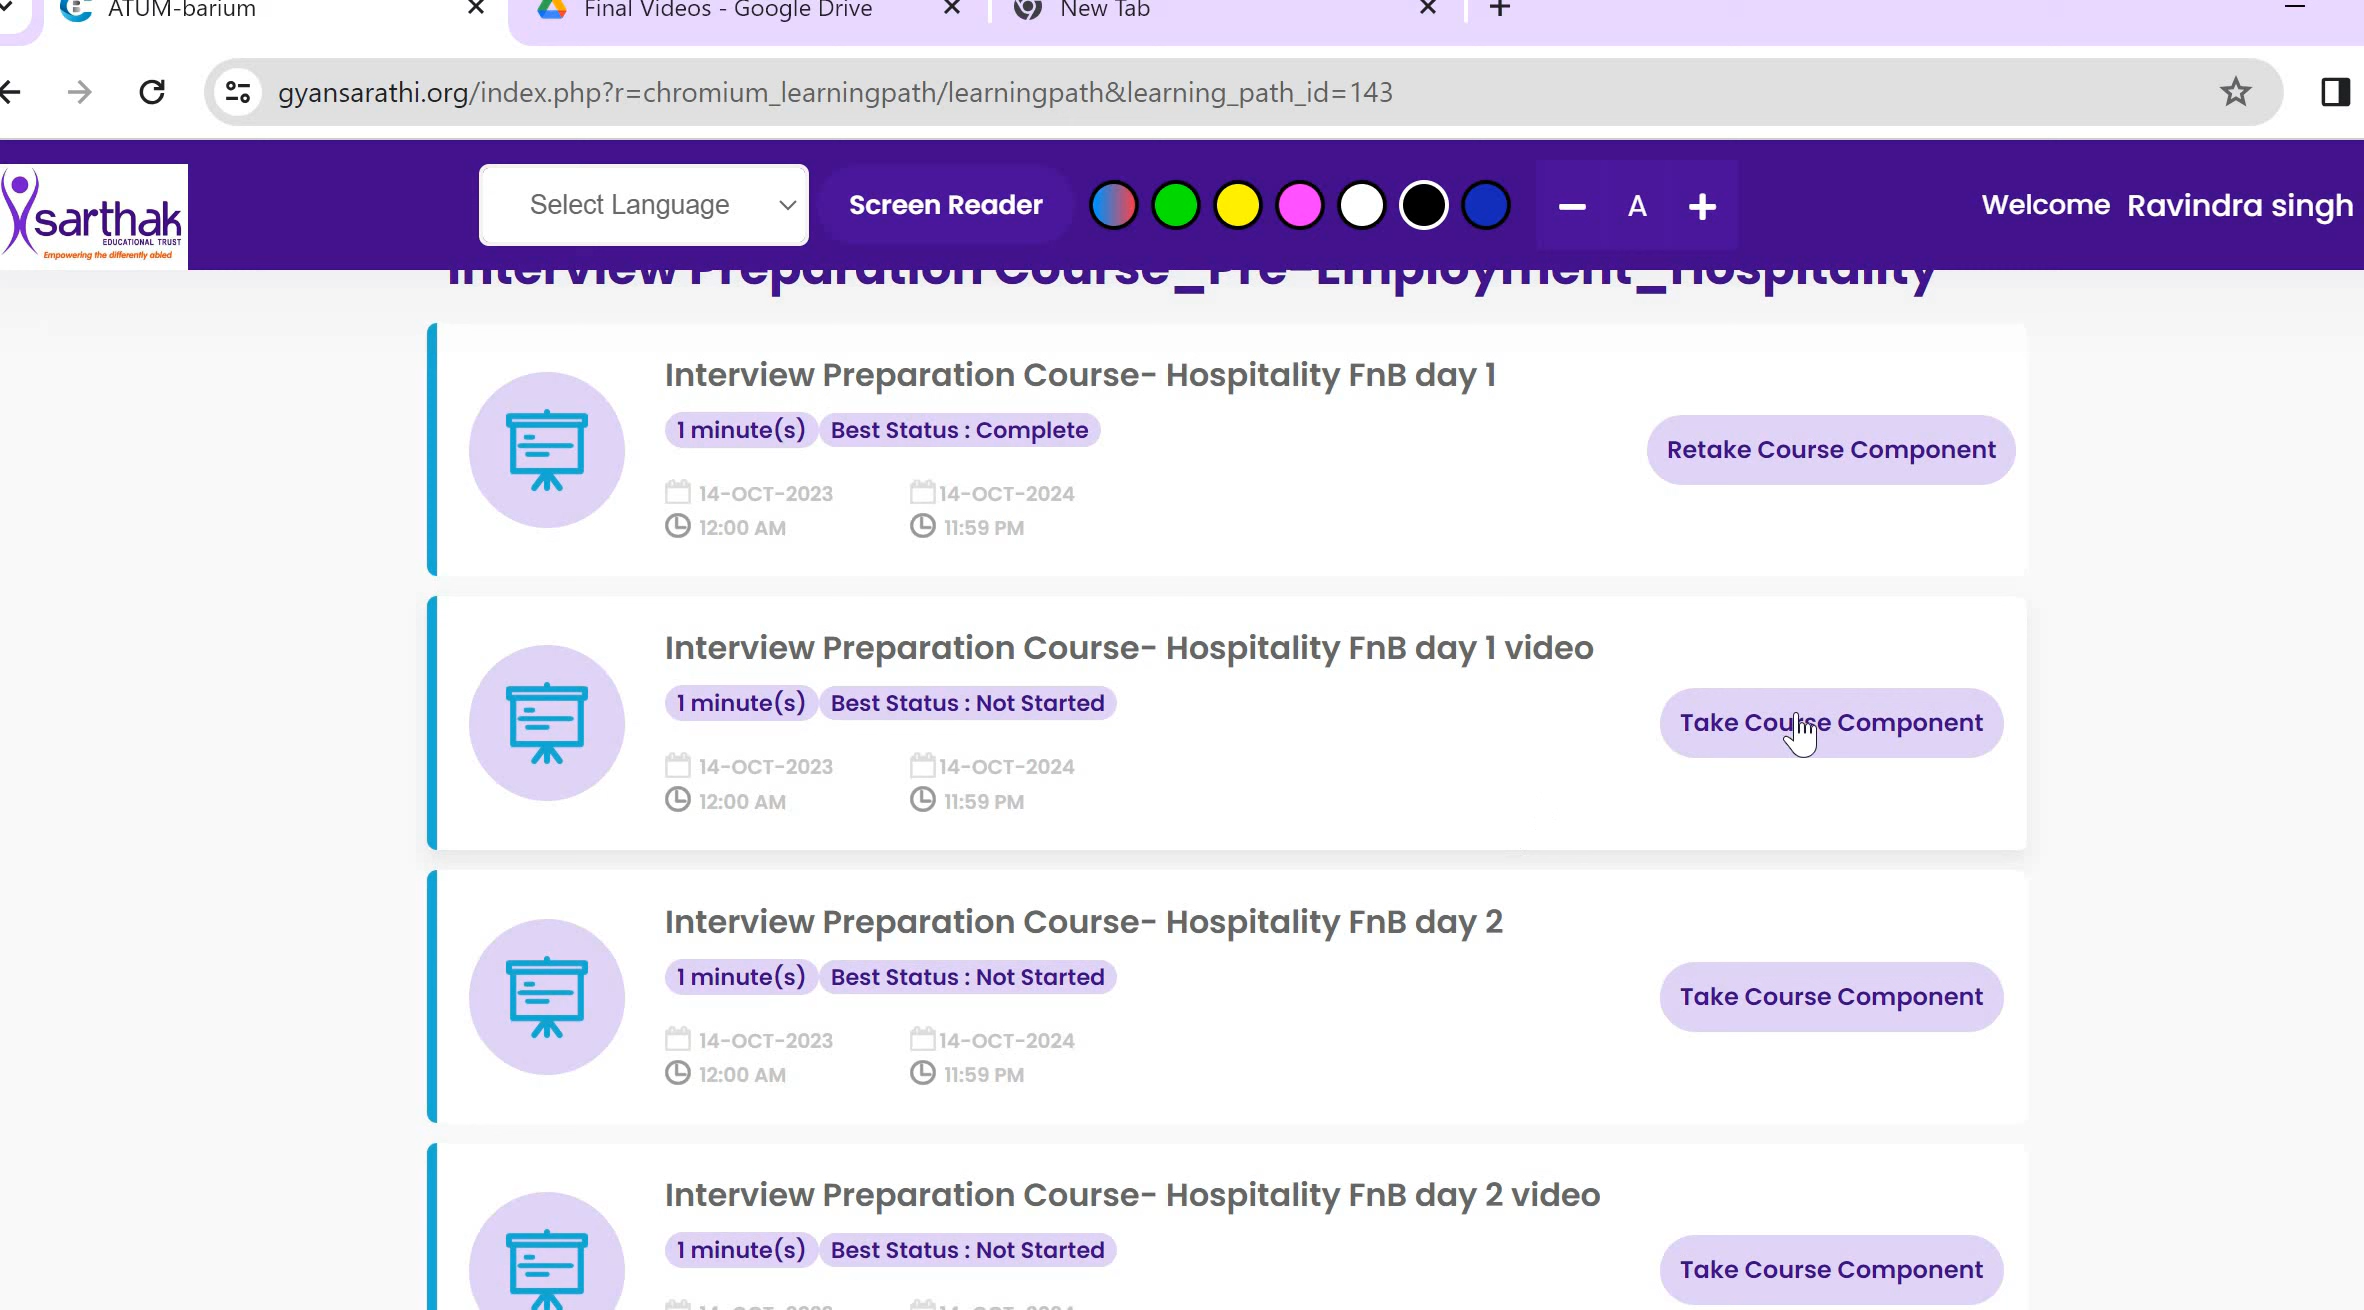 ATUM-barium
Final Videos - Google Drive
New Tab
gyansarathi.org/index.php?r=chromium_learningpath/learningpath&learning_path_id=143
sarthak
EDUCATIONAL TRUST
Empowering the differently abled
Select Language
Screen Reader
A
Welcome Ravindra singh
Interview Preparation Course_Pre-Employment_Hospitality
Interview Preparation Course- Hospitality FnB day 1
1 minute(s) Best Status : Complete
Retake Course Component
14-OCT-2023 14-OCT-2024
12:00 AM 11:59 PM
Interview Preparation Course- Hospitality FnB day 1 video
1 minute(s) Best Status : Not Started
Take Course Component
14-OCT-2023 14-OCT-2024
12:00 AM 11:59 PM
Interview Preparation Course- Hospitality FnB day 2
1 minute(s) Best Status : Not Started
Take Course Component
14-OCT-2023 14-OCT-2024
12:00 AM 11:59 PM
Interview Preparation Course- Hospitality FnB day 2 video
1 minute(s) Best Status : Not Started
Take Course Component